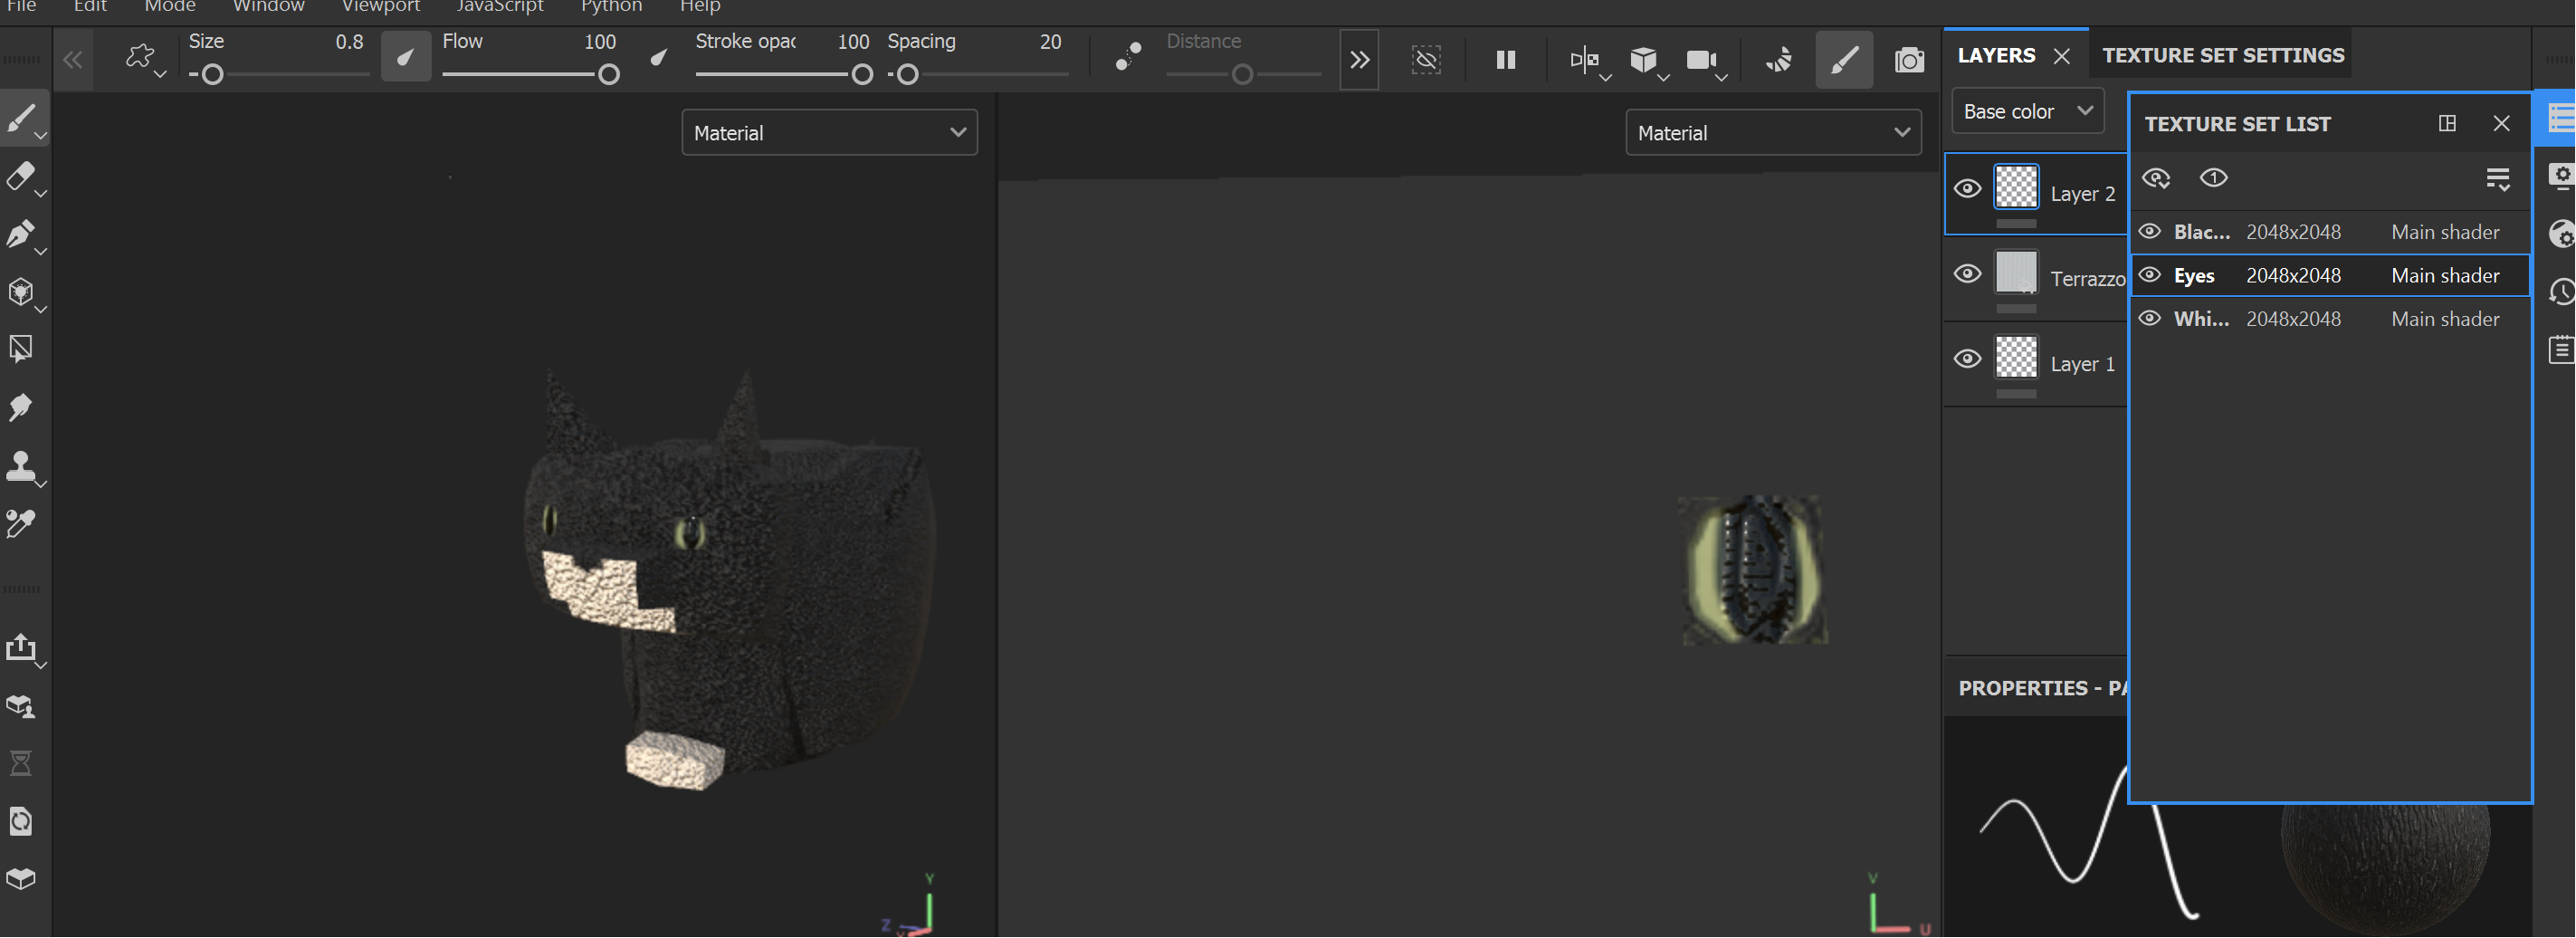 File Edit Mode Window Viewport JavaScript Python Help
Size 0.8 Flow 100 Stroke opac 100 Spacing 20 Distance
LAYERS TEXTURE SET SETTINGS
Material
Material
Base color
TEXTURE SET LIST
1
Layer 2
Terrazzo
Layer 1
Blac... 2048x2048 Main shader
Eyes 2048x2048 Main shader
Whi... 2048x2048 Main shader
PROPERTIES - PA
Y
Z
V
U